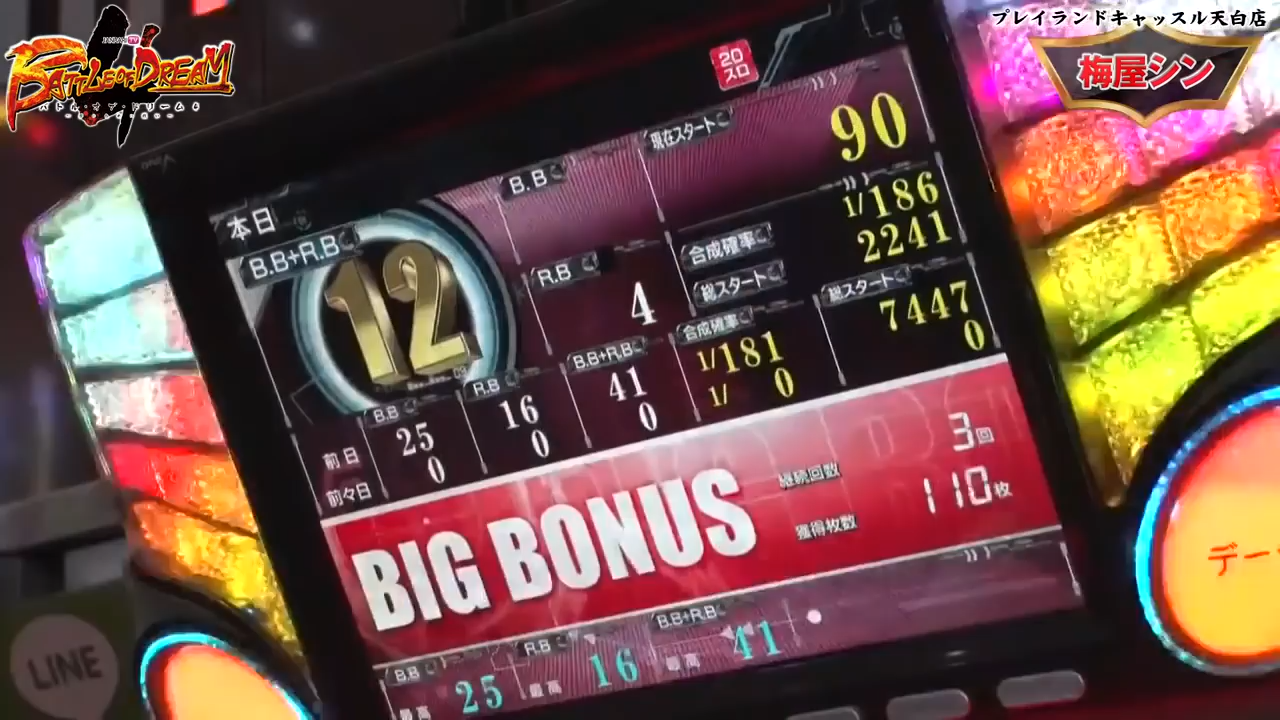 JANBARI.TV
BATTLE OF DREAM
プレイランドキャッスル天白店
梅屋シン
20
スロ
本日
B.B
現在スタート
90
B.B+R.B
12
R.B
4
合成確率
1/186
総スタート
2241
B.B
R.B
B.B+R.B
合成確率
総スタート
前日
25
16
41
1/181
7447
前々日
0
0
0
1/ 0
0
BIG BONUS
継続回数
3回
獲得枚数
110枚
B.B
最高
25
R.B
最高
16
B.B+R.B
最高
41
LINE
デー